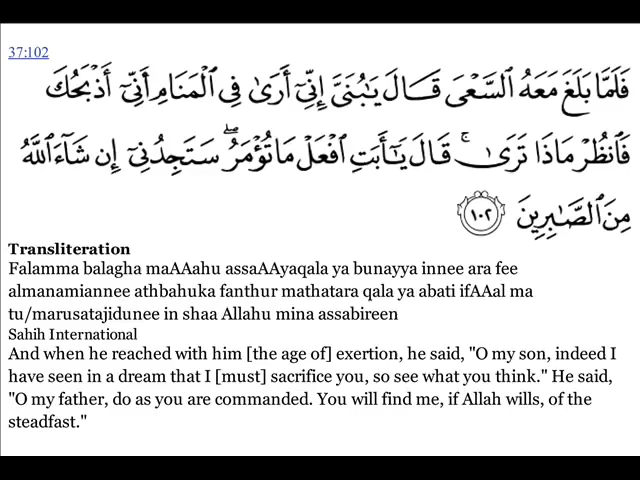 37:102
فَلَمَّا بَلَغَ مَعَهُ السَّعْىَ قَالَ يَـٰبُنَىَّ إِنِّىٓ أَرَىٰ فِى الْمَنَامِ أَنِّىٓ أَذْبَحُكَ
فَٱنظُرْ مَاذَا تَرَىٰ ۚ قَالَ يَـٰٓأَبَتِ ٱفْعَلْ مَا تُؤْمَرُ ۖ سَتَجِدُنِىٓ إِن شَآءَ ٱللَّهُ
مِنَ ٱلصَّـٰبِرِينَ ١٠٢
Transliteration
Falamma balagha maAAahu assaAAyaqala ya bunayya innee ara fee
almanamiannee athbahuka fanthur mathatara qala ya abati ifAAal ma
tu/marusatajidunee in shaa Allahu mina assabireen
Sahih International
And when he reached with him [the age of] exertion, he said, "O my son, indeed I
have seen in a dream that I [must] sacrifice you, so see what you think." He said,
"O my father, do as you are commanded. You will find me, if Allah wills, of the
steadfast."